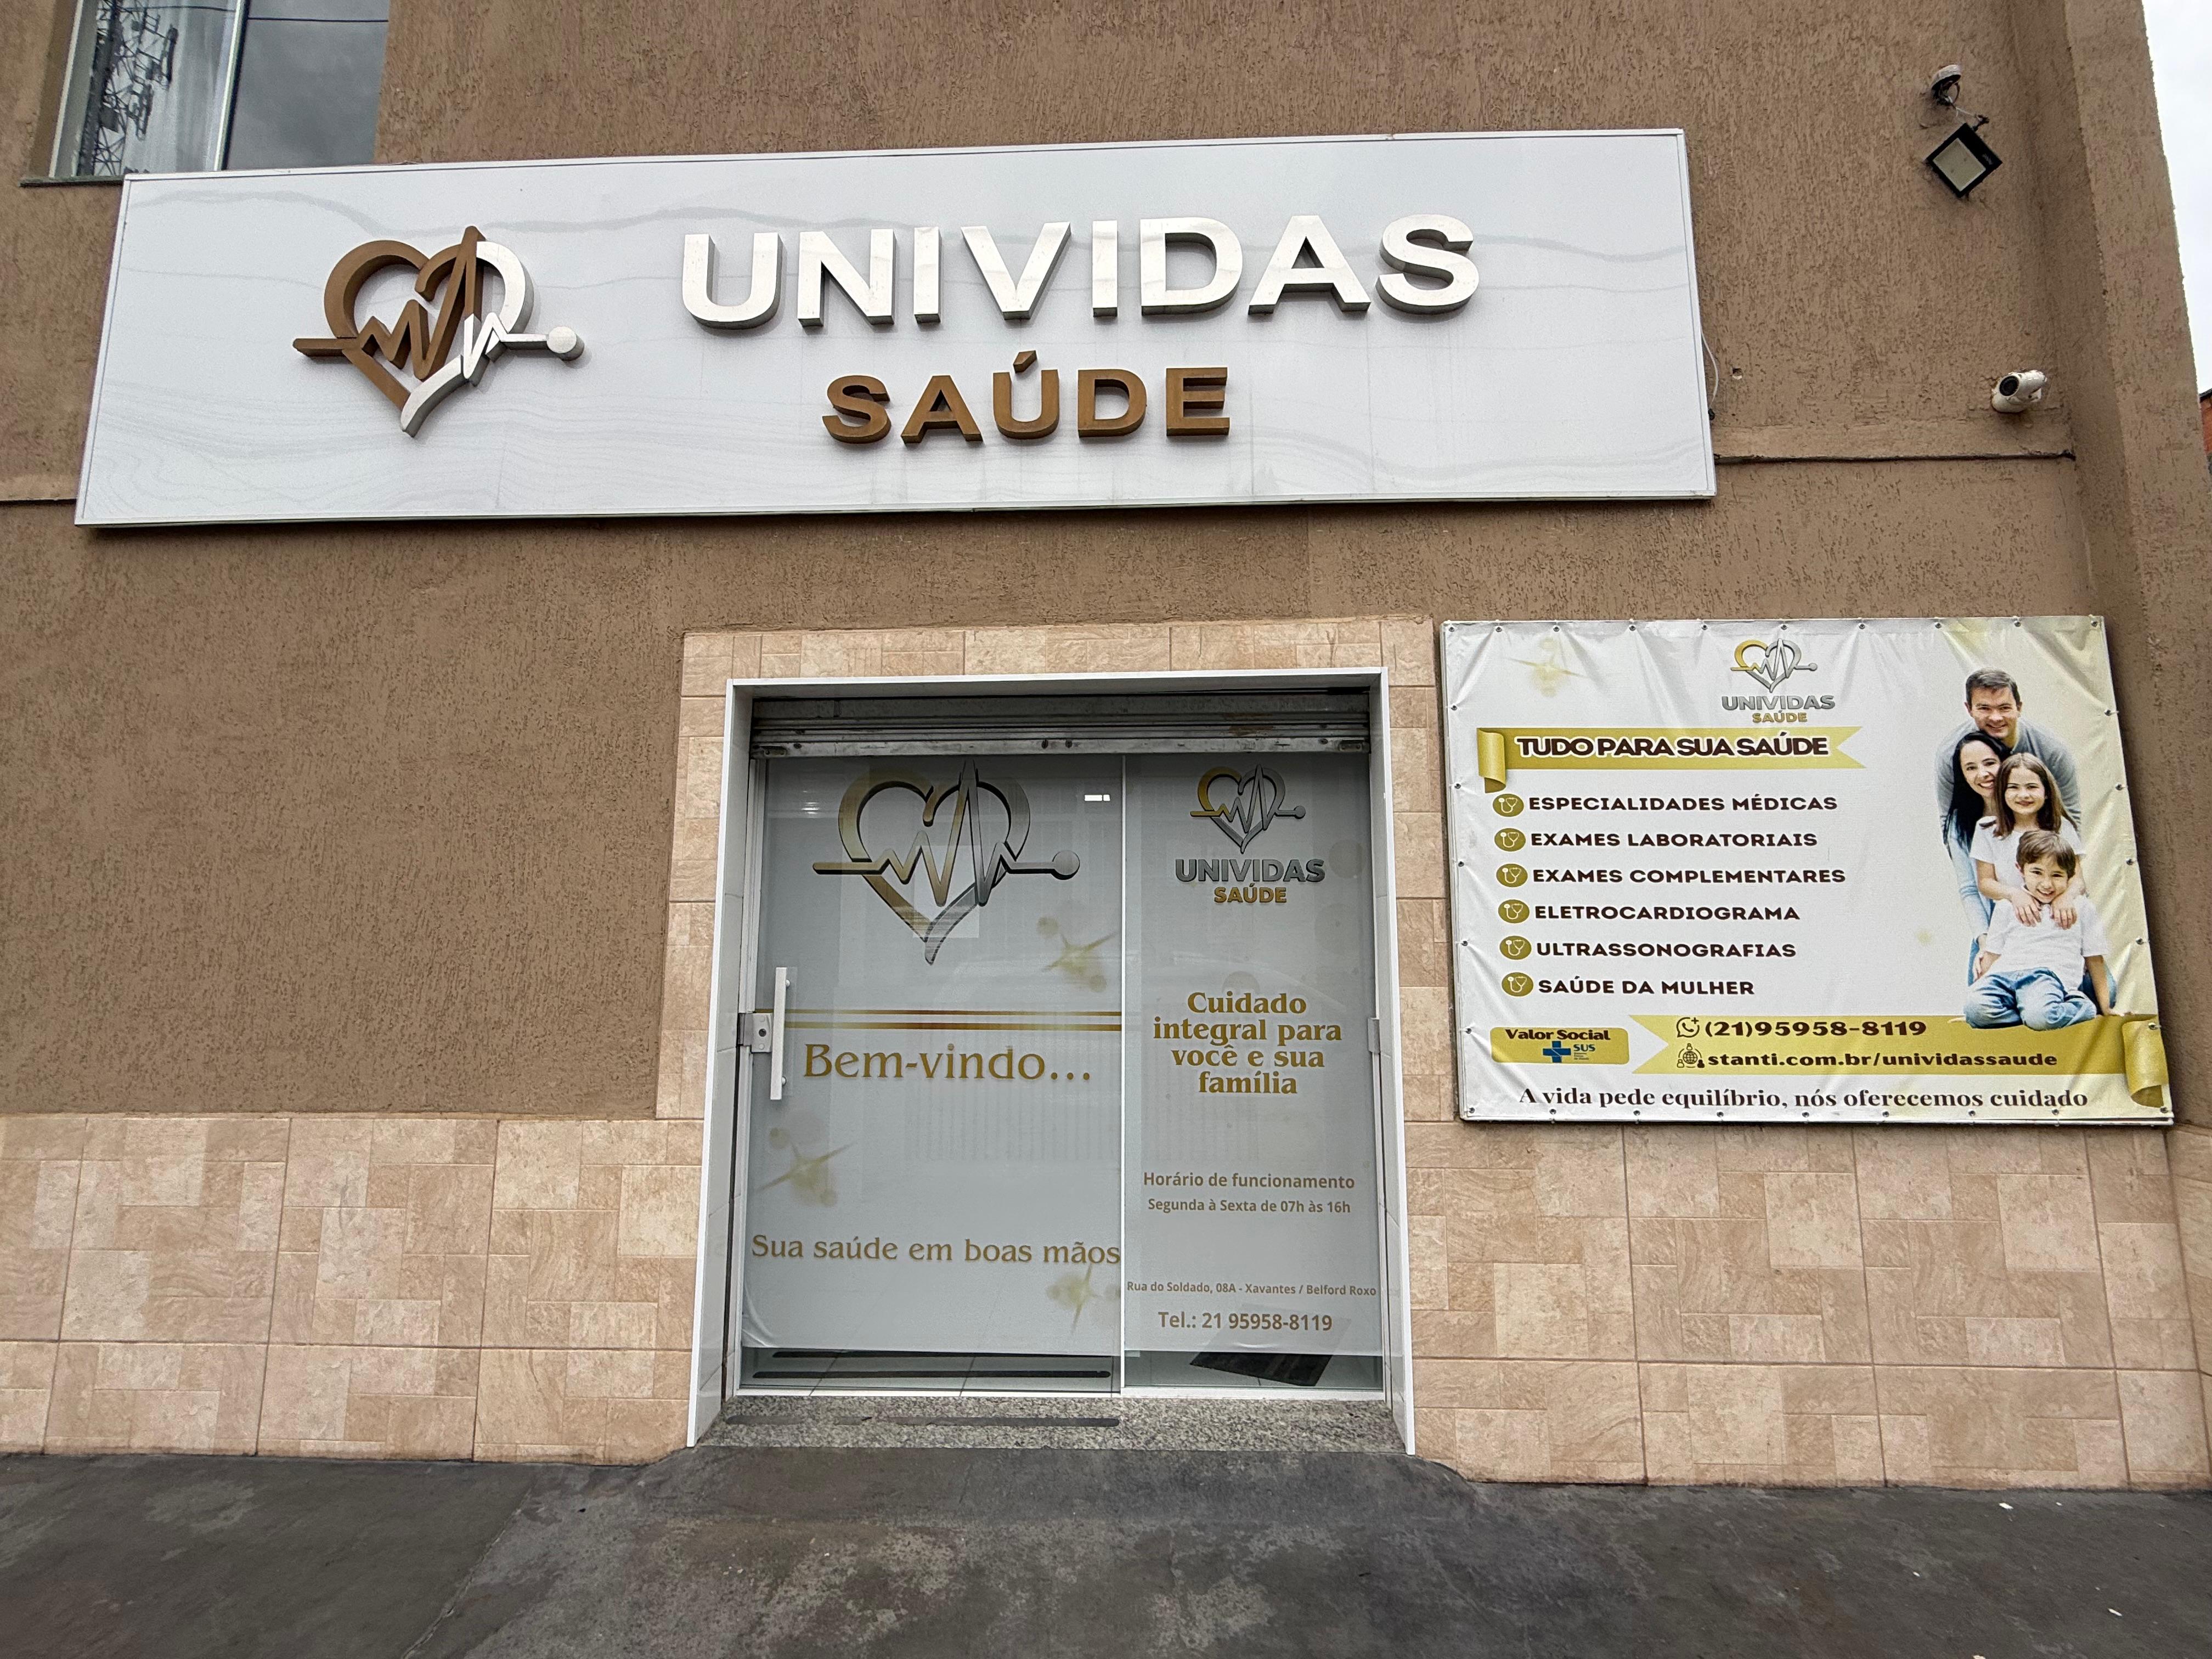 UNIVIDAS
SAÚDE
Bem-vindo...
Sua saúde em boas mãos
UNIVIDAS
SAÚDE
Cuidado
integral para
você e sua
família
Horário de funcionamento
Segunda à Sexta de 07h às 16h
Rua do Soldado, 08A - Xavantes / Belford Roxo
Tel.: 21 95958-8119
UNIVIDAS
SAÚDE
TUDO PARA SUA SAÚDE
ESPECIALIDADES MÉDICAS
EXAMES LABORATORIAIS
EXAMES COMPLEMENTARES
ELETROCARDIOGRAMA
ULTRASSONOGRAFIAS
SAÚDE DA MULHER
Valor Social
SUS
(21)95958-8119
stanti.com.br/unividassaude
A vida pede equilíbrio, nós oferecemos cuidado